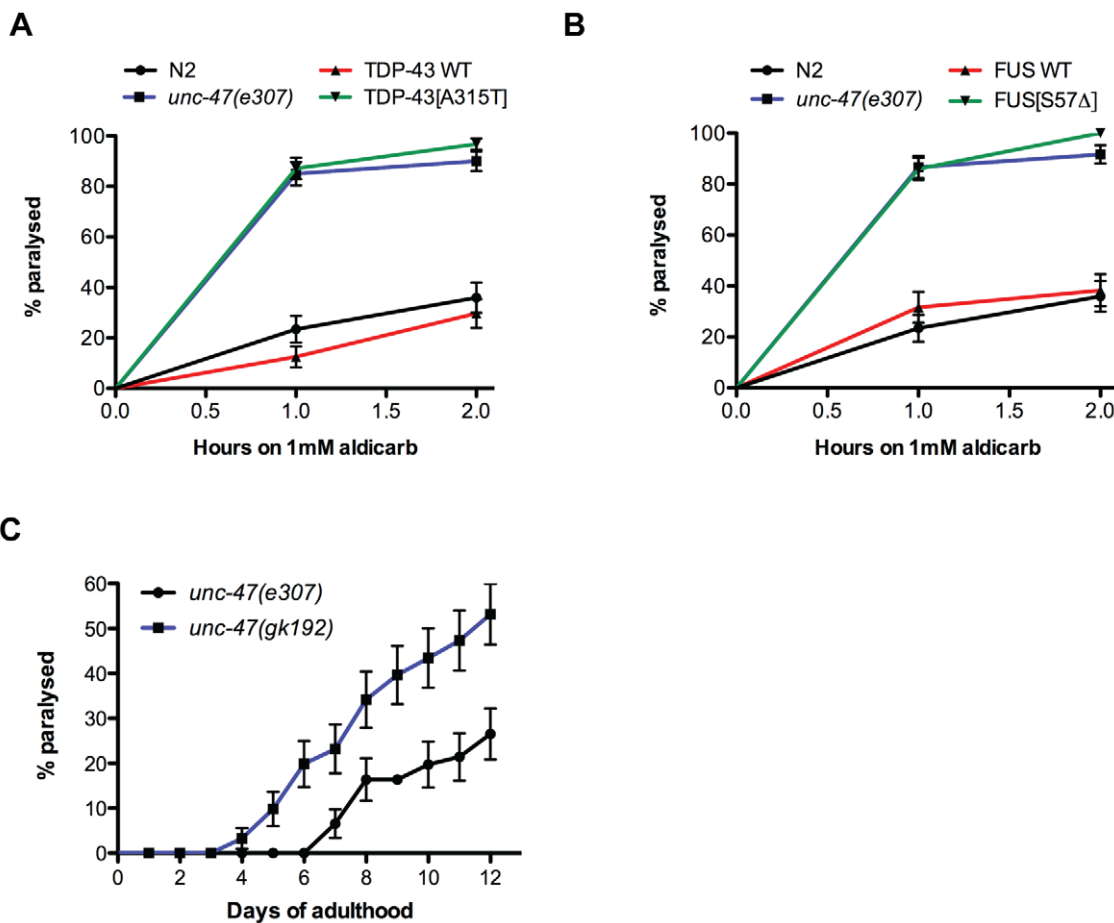 A
N2
TDP-43 WT
unc-47(e307)
TDP-43[A315T]
100
80
60
40
20
0
% paralysed
0.0
0.5
1.0
1.5
2.0
Hours on 1mM aldicarb
B
N2
FUS WT
unc-47(e307)
FUS[S57Δ]
100
80
60
40
20
0
% paralysed
0.0
0.5
1.0
1.5
2.0
Hours on 1mM aldicarb
C
unc-47(e307)
unc-47(gk192)
60
50
40
30
20
10
0
% paralysed
0
2
4
6
8
10
12
Days of adulthood